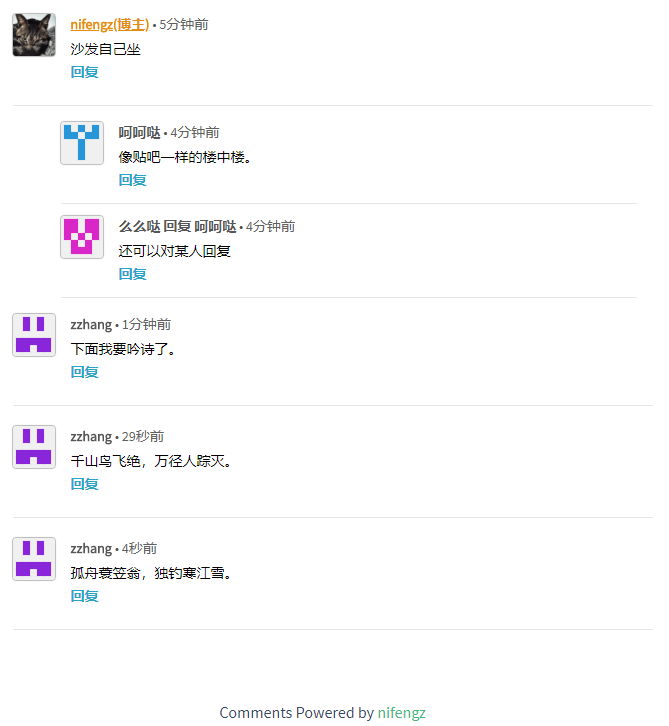 nifengz(博主) • 5分钟前
沙发自己坐
回复
呵呵哒 • 4分钟前
像贴吧一样的楼中楼。
回复
么么哒 回复 呵呵哒 • 4分钟前
还可以对某人回复
回复
zzhang • 1分钟前
下面我要吟诗了。
回复
zzhang • 29秒前
千山鸟飞绝，万径人踪灭。
回复
zzhang • 4秒前
孤舟蓑笠翁，独钓寒江雪。
回复
Comments Powered by nifengz